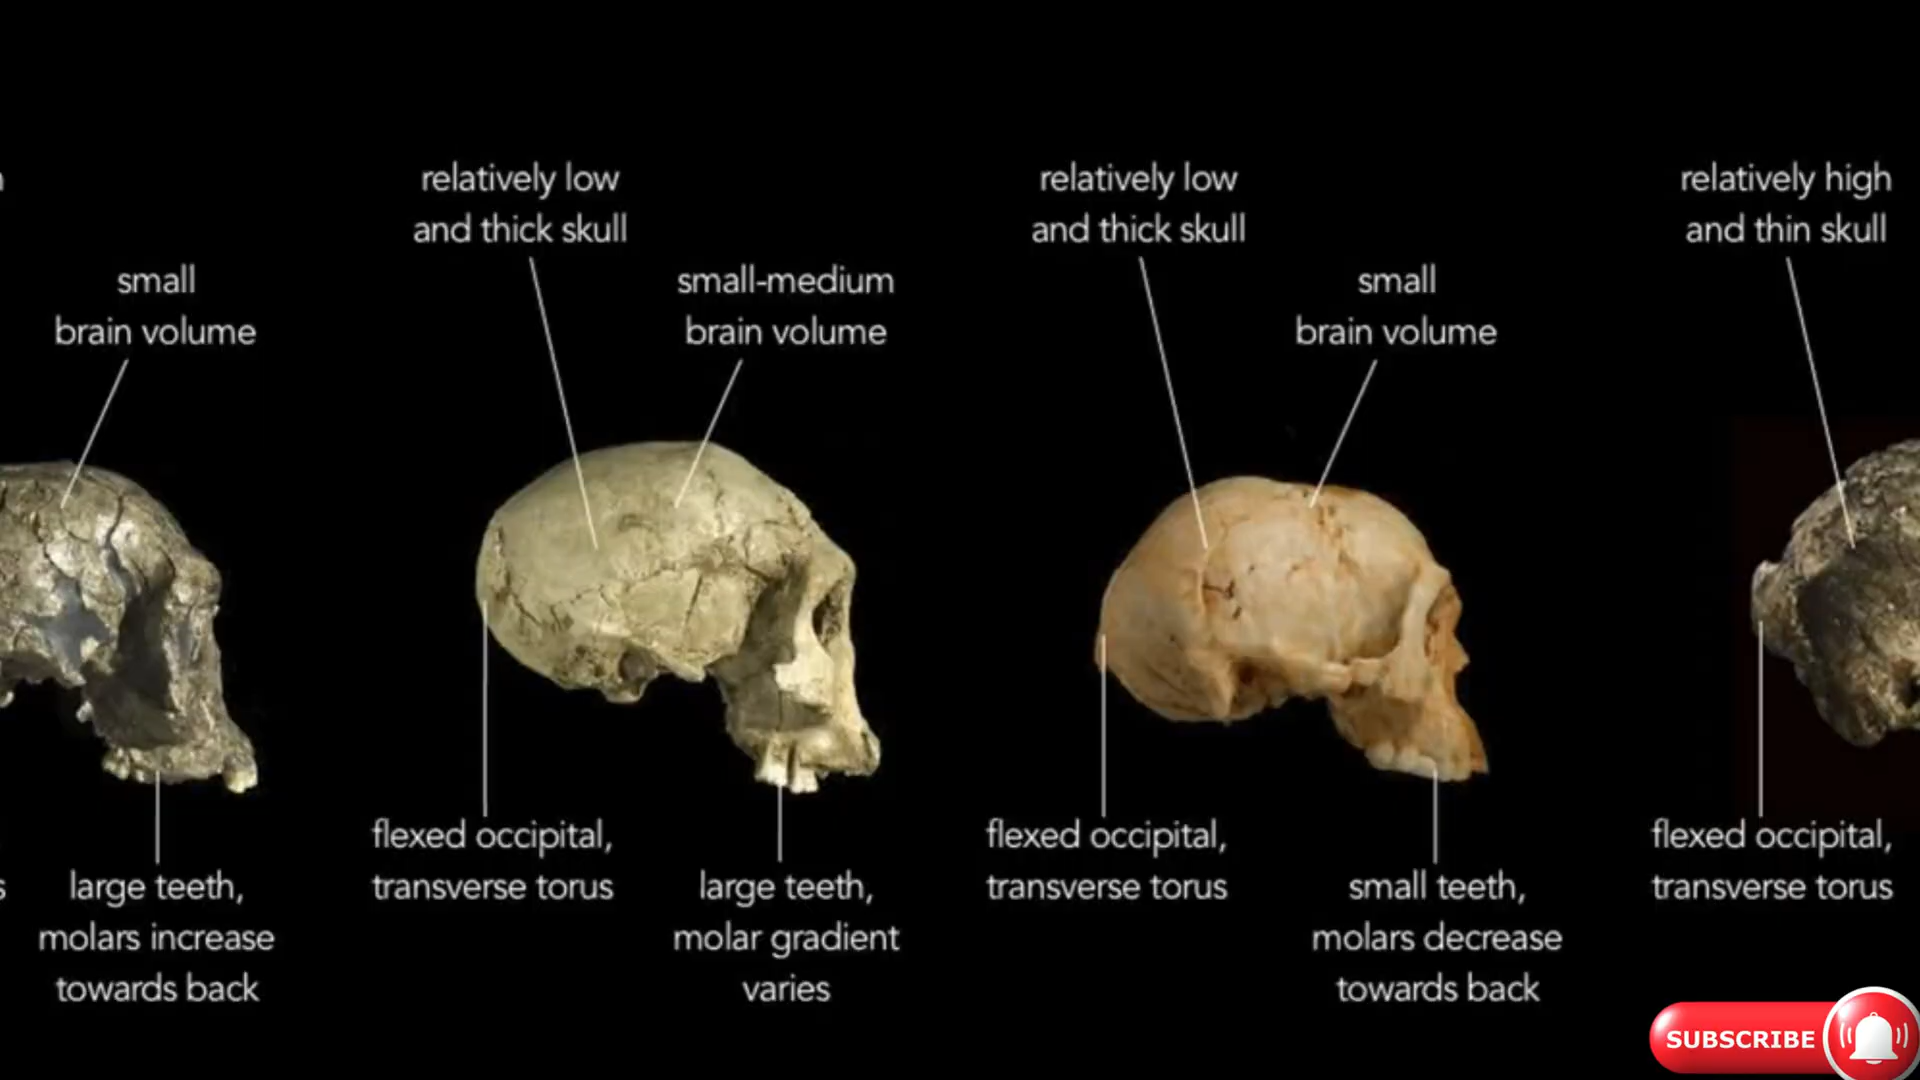 small
brain volume
large teeth,
molars increase
towards back
relatively low
and thick skull
small-medium
brain volume
flexed occipital,
transverse torus
large teeth,
molar gradient
varies
relatively low
and thick skull
small
brain volume
flexed occipital,
transverse torus
small teeth,
molars decrease
towards back
relatively high
and thin skull
flexed occipital,
transverse torus
SUBSCRIBE